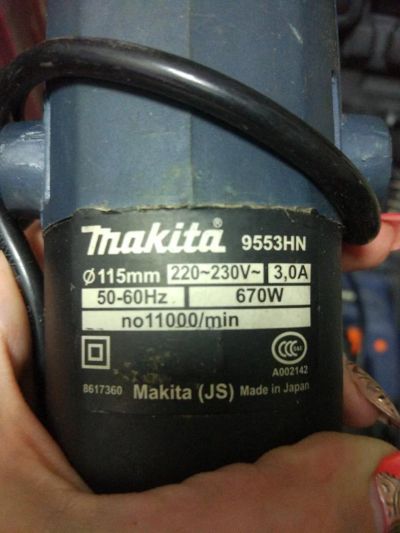 makita® 9553HN
Ø115mm 220~230V~ 3,0A
50-60Hz 670W
no11000/min
CCC S&E
A002142
8617360 Makita (JS) Made in Japan